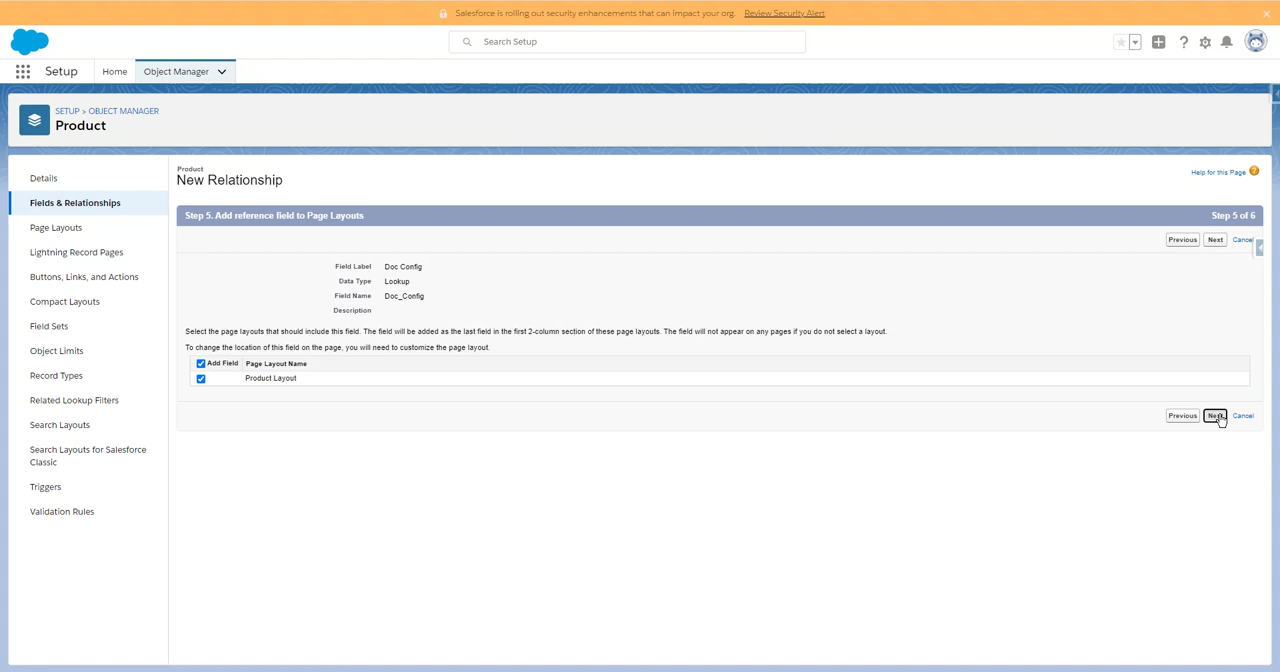 Salesforce is rolling out security enhancements that can impact your org. Review Security Alert
Search Setup
Setup
Home
Object Manager
SETUP > OBJECT MANAGER
Product
Details
Fields & Relationships
Page Layouts
Lightning Record Pages
Buttons, Links, and Actions
Compact Layouts
Field Sets
Object Limits
Record Types
Related Lookup Filters
Search Layouts
Search Layouts for Salesforce
Classic
Triggers
Validation Rules
Product
New Relationship
Help for this Page
Step 5. Add reference field to Page Layouts
Step 5 of 6
Previous Next Cancel
Field Label Doc Config
Data Type Lookup
Field Name Doc_Config
Description
Select the page layouts that should include this field. The field will be added as the last field in the first 2-column section of these page layouts. The field will not appear on any pages if you do not select a layout.
To change the location of this field on the page, you will need to customize the page layout.
Add Field Page Layout Name
Product Layout
Previous Next Cancel